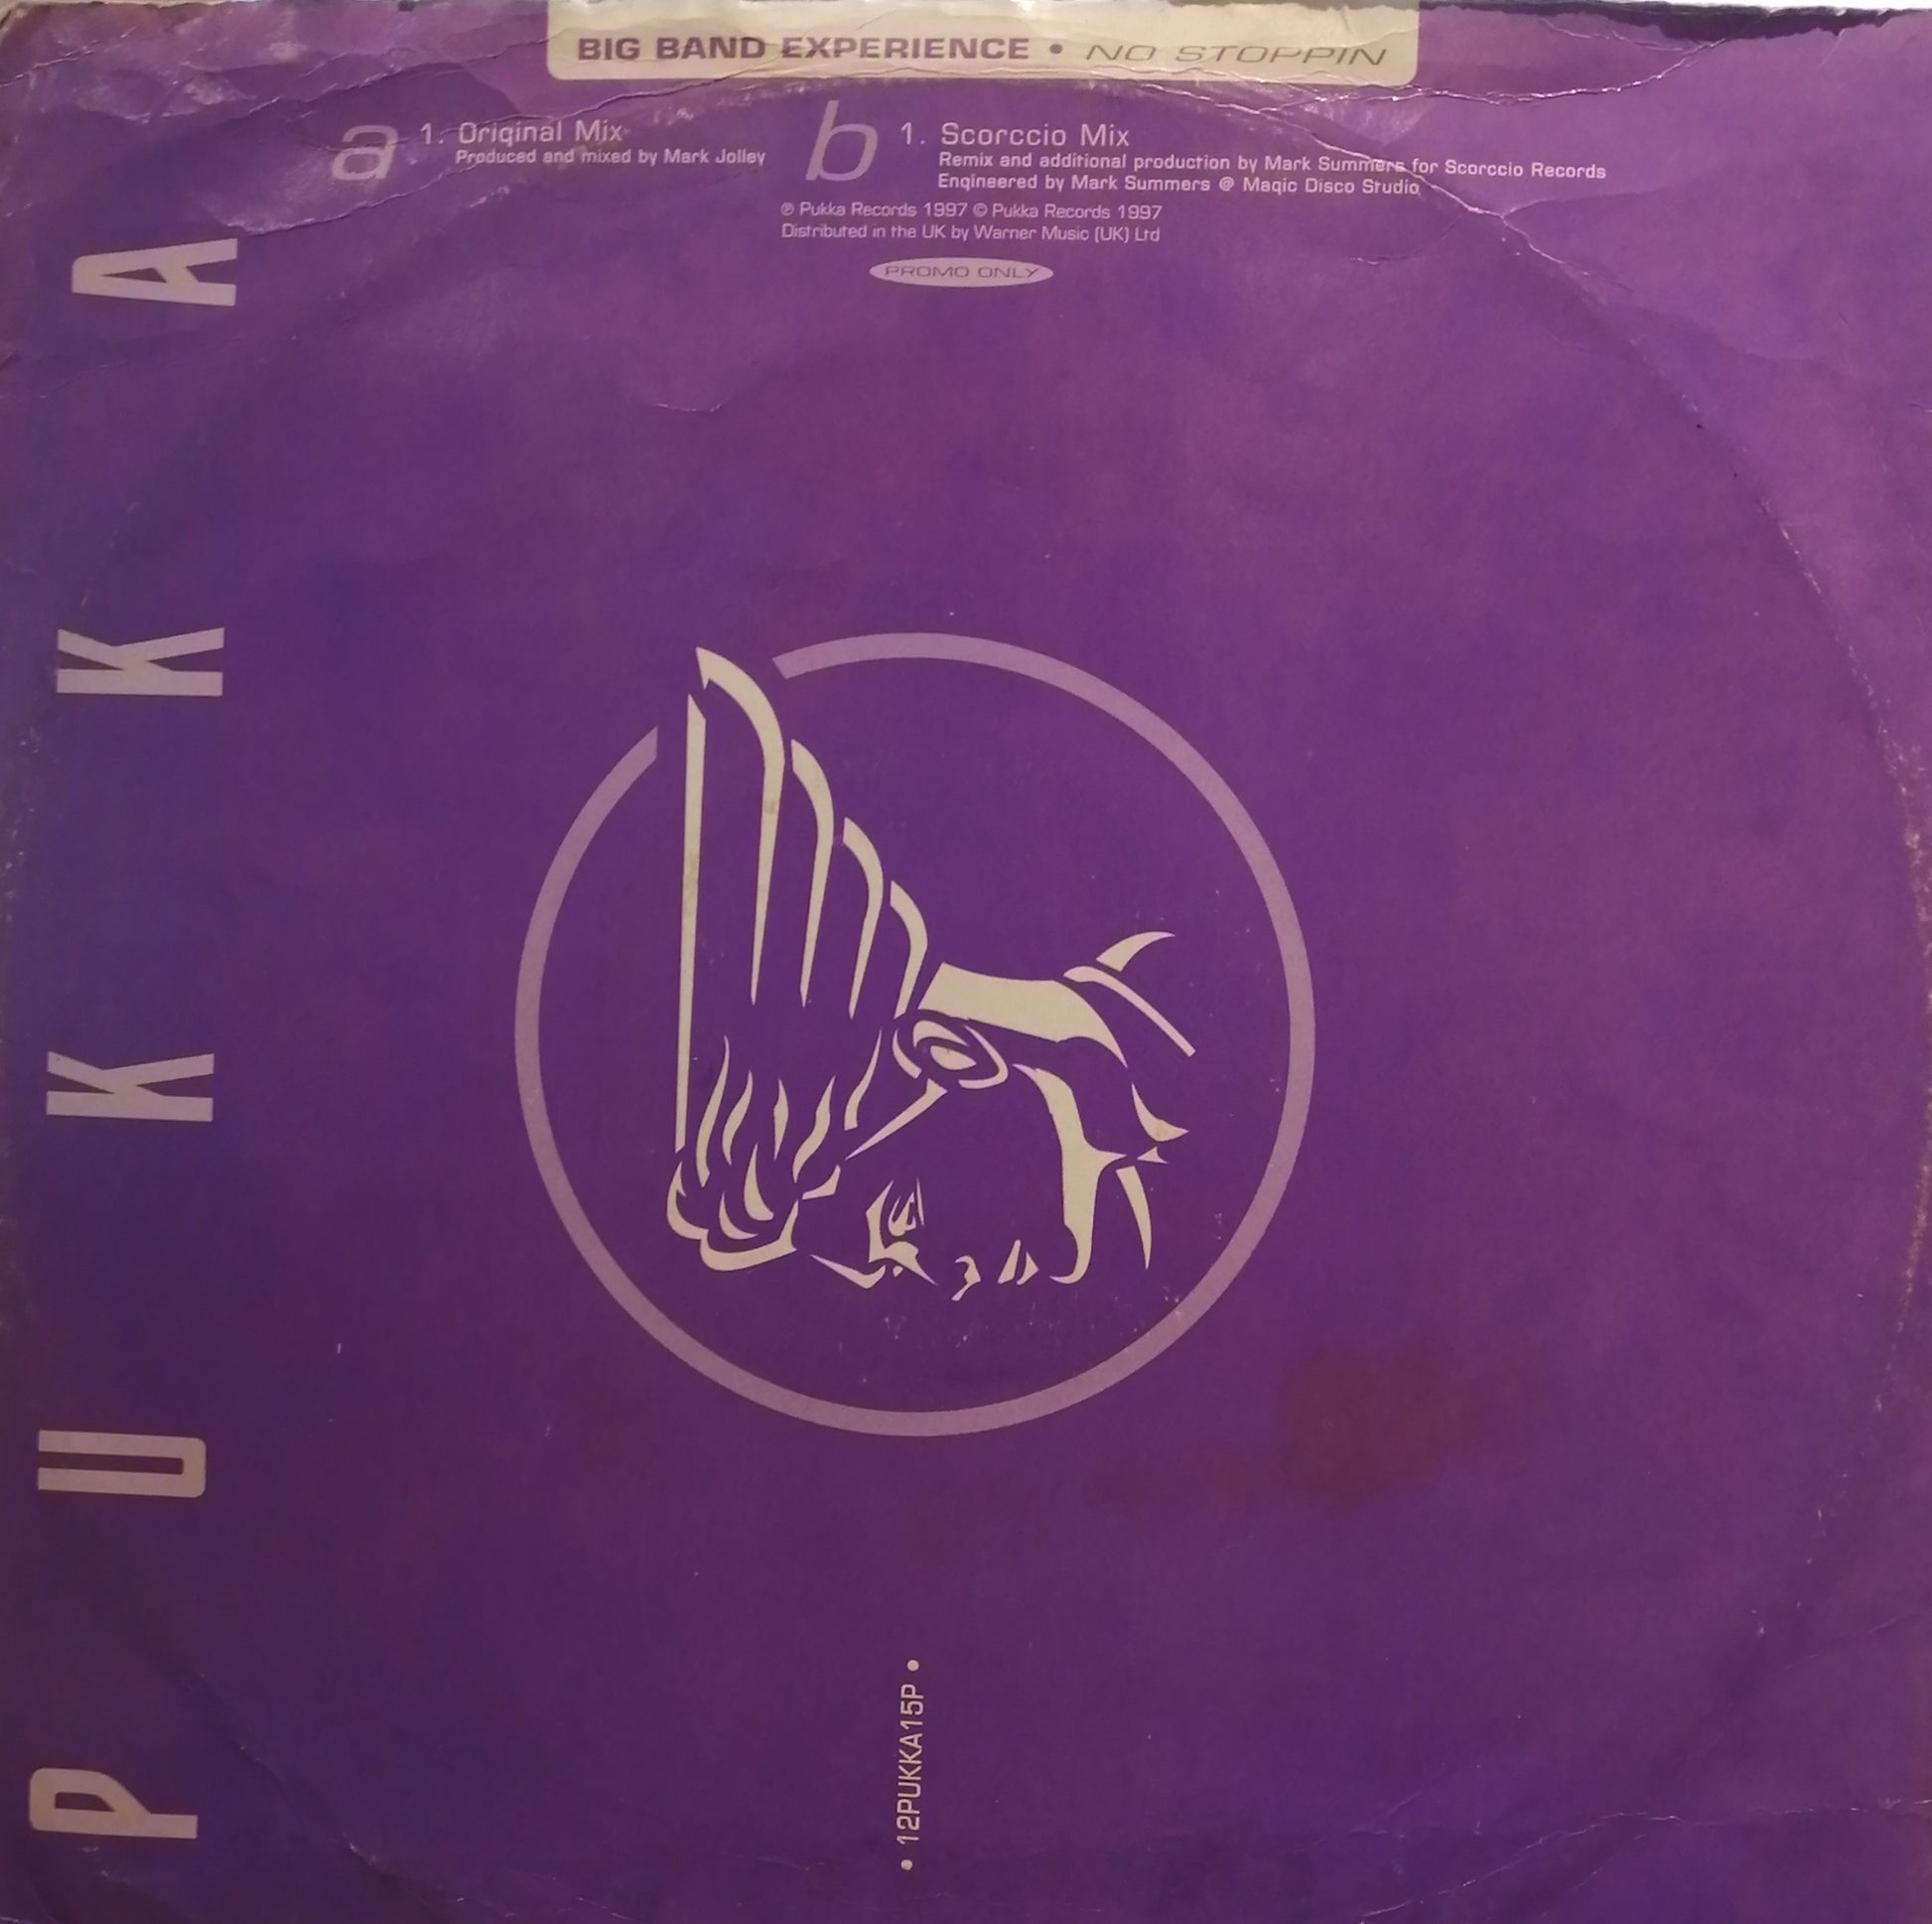 BIG BAND EXPERIENCE • NO STOPPIN
a 1. Original Mix
Produced and mixed by Mark Jolley
b 1. Scorccio Mix
Remix and additional production by Mark Summers for Scorccio Records
Engineered by Mark Summers @ Magic Disco Studio
℗ Pukka Records 1997 © Pukka Records 1997
Distributed in the UK by Warner Music (UK) Ltd
PROMO ONLY
PUKKA
• 12PUKKA15P •